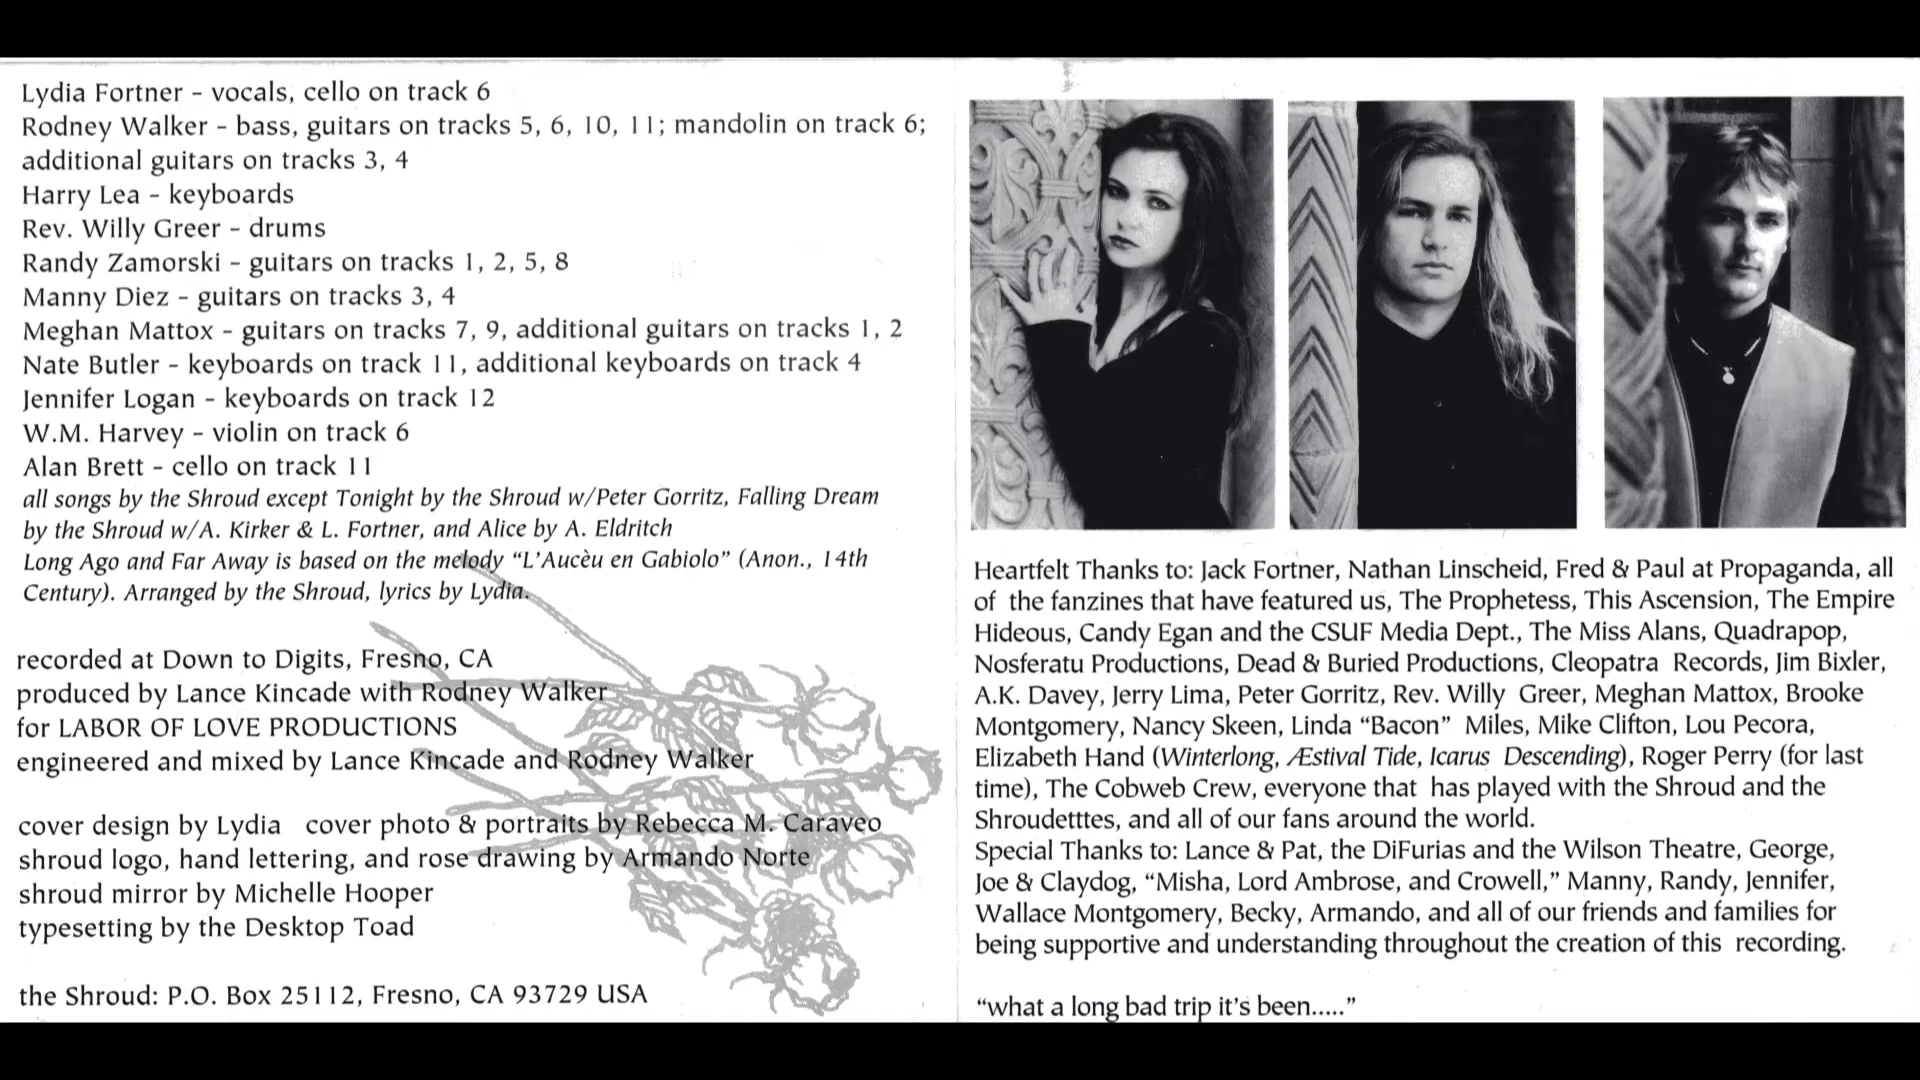 Lydia Fortner – vocals, cello on track 6
Rodney Walker – bass, guitars on tracks 5, 6, 10, 11; mandolin on track 6;
additional guitars on tracks 3, 4
Harry Lea – keyboards
Rev. Willy Greer – drums
Randy Zamorski – guitars on tracks 1, 2, 5, 8
Manny Diez – guitars on tracks 3, 4
Meghan Mattox – guitars on tracks 7, 9, additional guitars on tracks 1, 2
Nate Butler – keyboards on track 11, additional keyboards on track 4
Jennifer Logan – keyboards on track 12
W.M. Harvey – violin on track 6
Alan Brett – cello on track 11
all songs by the Shroud except Tonight by the Shroud w/Peter Gorritz, Falling Dream
by the Shroud w/A. Kirker & L. Fortner, and Alice by A. Eldritch
Long Ago and Far Away is based on the melody “L’Aucèu en Gabiolo” (Anon., 14th
Century). Arranged by the Shroud, lyrics by Lydia.
recorded at Down to Digits, Fresno, CA
produced by Lance Kincade with Rodney Walker
for LABOR OF LOVE PRODUCTIONS
engineered and mixed by Lance Kincade and Rodney Walker
cover design by Lydia cover photo & portraits by Rebecca M. Caraveo
shroud logo, hand lettering, and rose drawing by Armando Norte
shroud mirror by Michelle Hooper
typesetting by the Desktop Toad
the Shroud: P.O. Box 25112, Fresno, CA 93729 USA
Heartfelt Thanks to: Jack Fortner, Nathan Linscheid, Fred & Paul at Propaganda, all
of the fanzines that have featured us, The Prophetess, This Ascension, The Empire
Hideous, Candy Egan and the CSUF Media Dept., The Miss Alans, Quadrapop,
Nosferatu Productions, Dead & Buried Productions, Cleopatra Records, Jim Bixler,
A.K. Davey, Jerry Lima, Peter Gorritz, Rev. Willy Greer, Meghan Mattox, Brooke
Montgomery, Nancy Skeen, Linda “Bacon” Miles, Mike Clifton, Lou Pecora,
Elizabeth Hand (Winterlong, Æstival Tide, Icarus Descending), Roger Perry (for last
time), The Cobweb Crew, everyone that has played with the Shroud and the
Shroudetttes, and all of our fans around the world.
Special Thanks to: Lance & Pat, the DiFurias and the Wilson Theatre, George,
Joe & Claydog, “Misha, Lord Ambrose, and Crowell,” Manny, Randy, Jennifer,
Wallace Montgomery, Becky, Armando, and all of our friends and families for
being supportive and understanding throughout the creation of this recording.
“what a long bad trip it’s been.....”